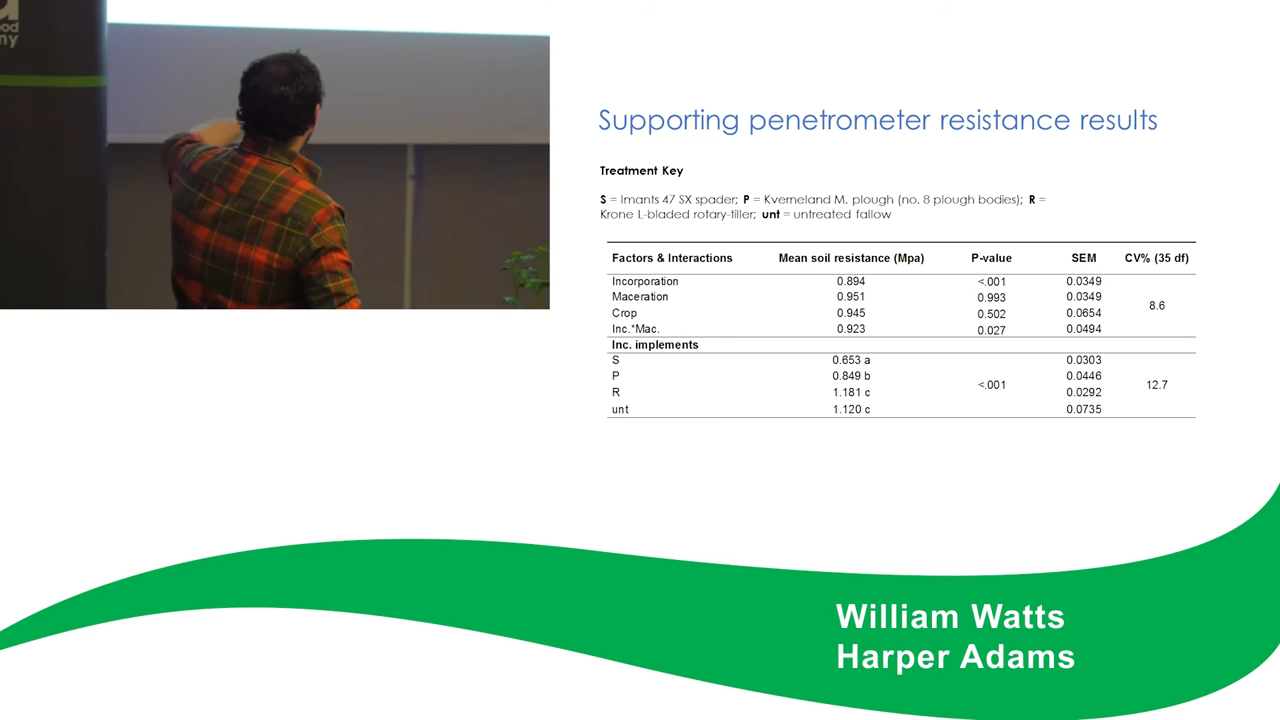 Supporting penetrometer resistance results
Treatment Key
S = Imants 47 SX spader; P = Kverneland M. plough (no. 8 plough bodies); R =
Krone L-bladed rotary-tiller; unt = untreated fallow
Factors & Interactions Mean soil resistance (Mpa) P-value SEM CV% (35 df)
Incorporation 0.894 <.001 0.0349
Maceration 0.951 0.993 0.0349
8.6
Crop 0.945 0.502 0.0654
Inc.*Mac. 0.923 0.027 0.0494
Inc. implements
S 0.653 a 0.0303
P 0.849 b 0.0446
<.001 12.7
R 1.181 c 0.0292
unt 1.120 c 0.0735
William Watts
Harper Adams